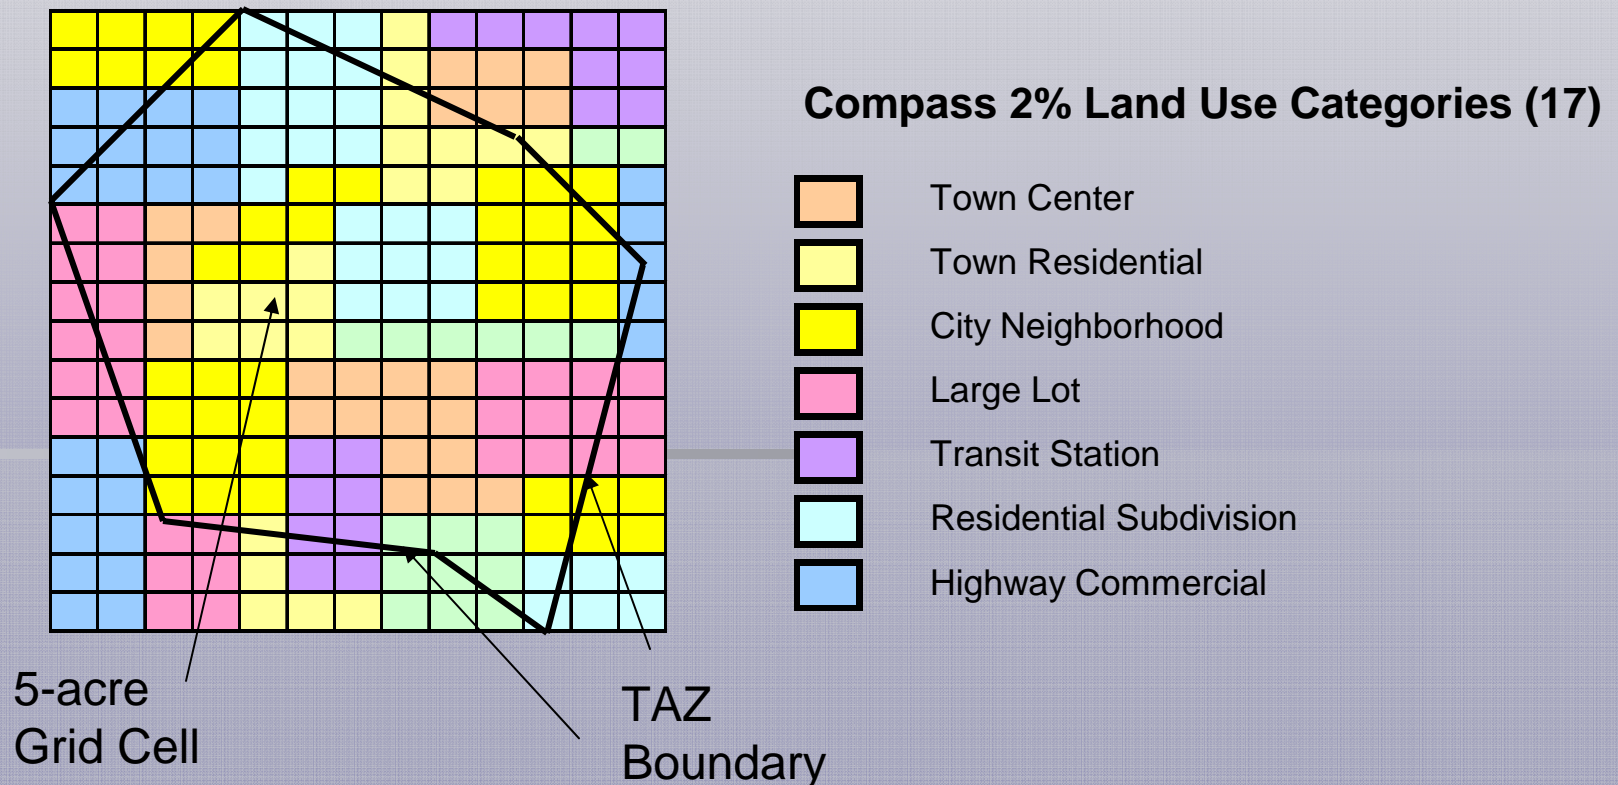 Compass 2% Land Use Categories (17)
Town Center
Town Residential
City Neighborhood
Large Lot
Transit Station
Residential Subdivision
Highway Commercial
5-acre
Grid Cell
TAZ
Boundary